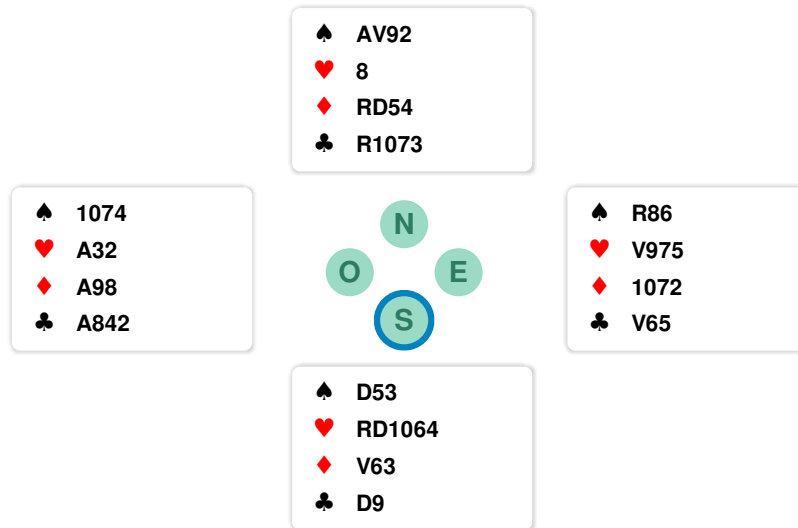 ♠ AV92
♥ 8
♦ RD54
♣ R1073
♠ 1074
♥ A32
♦ A98
♣ A842
N
O E
S
♠ R86
♥ V975
♦ 1072
♣ V65
♠ D53
♥ RD1064
♦ V63
♣ D9